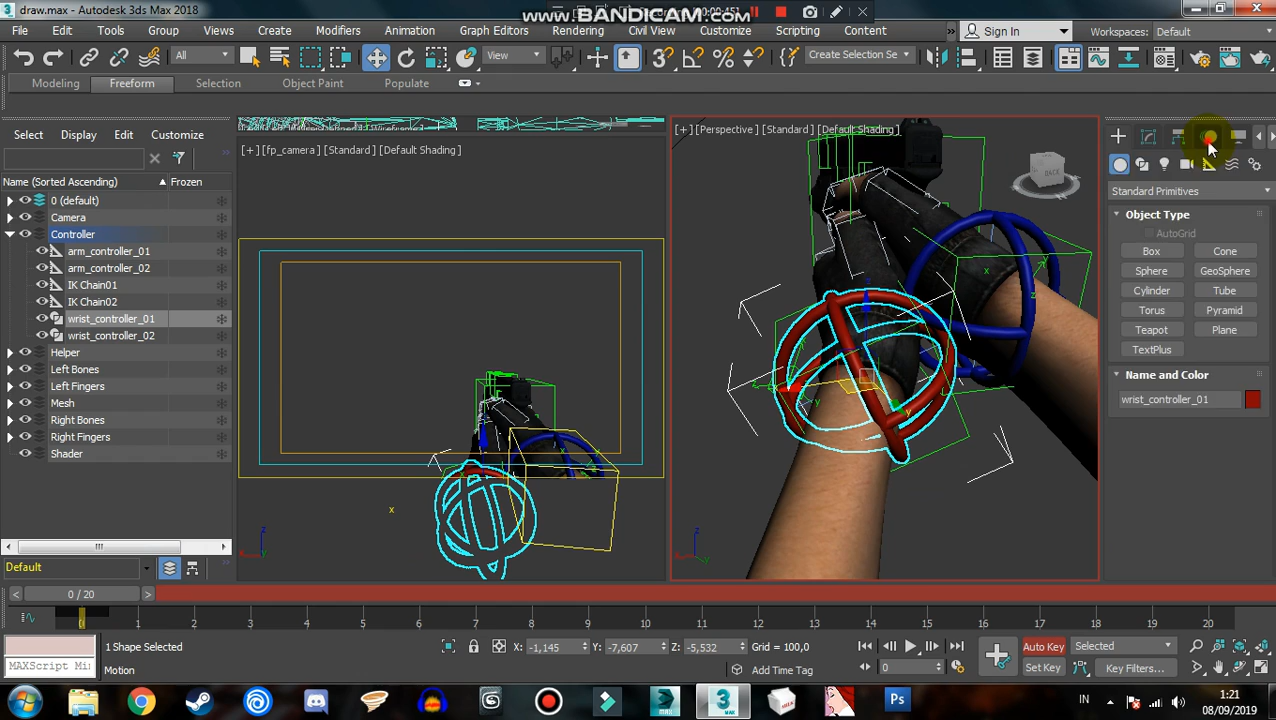 draw.max - Autodesk 3ds Max 2018
www.BANDICAM.com
File Edit Tools Group Views Create Modifiers Animation Graph Editors Rendering Civil View Customize Scripting Content
Sign In Workspaces: Default
All View Create Selection Se
Modeling Freeform Selection Object Paint Populate
Select Display Edit Customize
Name (Sorted Ascending) Frozen
0 (default)
Camera
Controller
arm_controller_01
arm_controller_02
IK Chain01
IK Chain02
wrist_controller_01
wrist_controller_02
Helper
Left Bones
Left Fingers
Mesh
Right Bones
Right Fingers
Shader
Default
[+] [fp_camera] [Standard] [Default Shading]
[+] [Perspective] [Standard] [Default Shading]
BACK
Standard Primitives
Object Type
AutoGrid
Box Cone
Sphere GeoSphere
Cylinder Tube
Torus Pyramid
Teapot Plane
TextPlus
Name and Color
wrist_controller_01
0 / 20
1 2 3 4 5 6 7 8 9 10 11 12 13 14 15 16 17 18 19 20
1 Shape Selected
X: -1,145 Y: -7,607 Z: -5,532 Grid = 100,0
Auto Key Selected
MAXScript Mi
Motion
Add Time Tag
0
Set Key Key Filters...
IN
1:21
08/09/2019